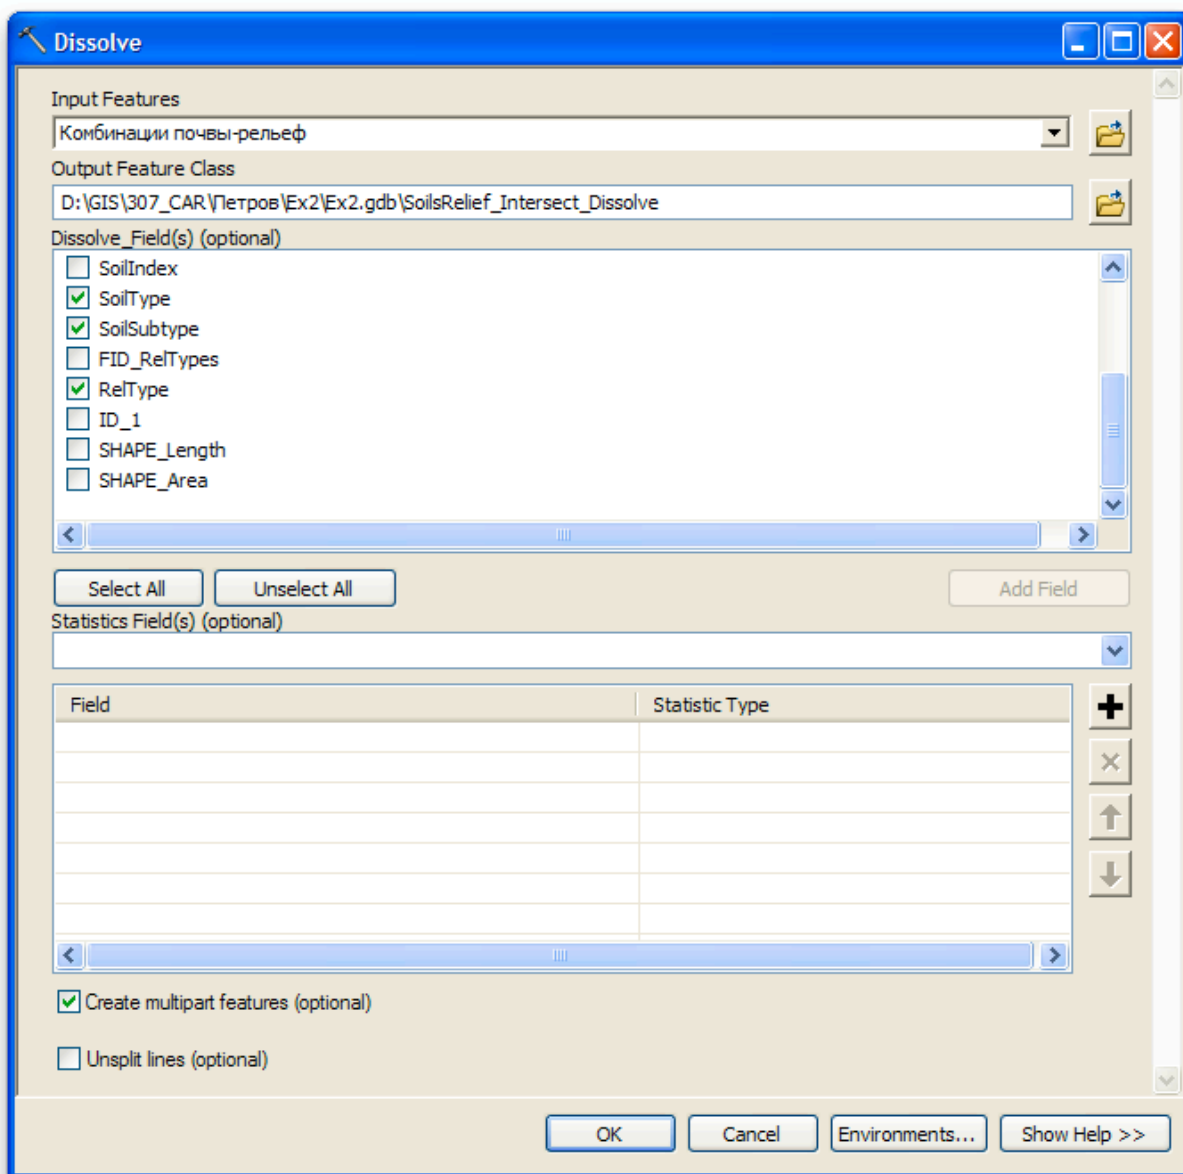 Dissolve
Input Features
Комбинации почвы-рельеф
Output Feature Class
D:\GIS\307_CAR\Петров\Ex2\Ex2.gdb\SoilsRelief_Intersect_Dissolve
Dissolve_Field(s) (optional)
SoilIndex
SoilType
SoilSubtype
FID_RelTypes
RelType
ID_1
SHAPE_Length
SHAPE_Area
Select All Unselect All Add Field
Statistics Field(s) (optional)
Field Statistic Type
Create multipart features (optional)
Unsplit lines (optional)
OK Cancel Environments... Show Help >>